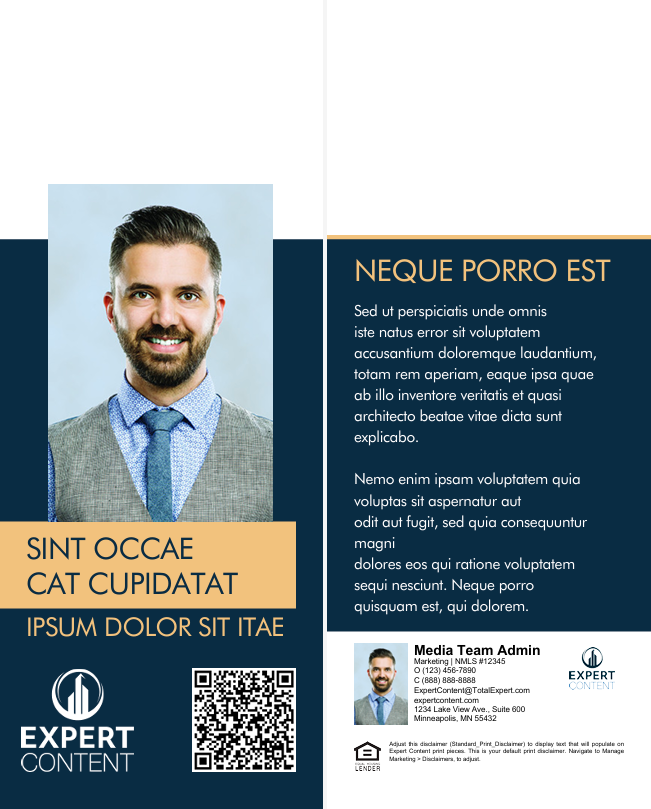 SINT OCCAE
CAT CUPIDATAT
IPSUM DOLOR SIT ITAE
EXPERT
CONTENT
NEQUE PORRO EST
Sed ut perspiciatis unde omnis
iste natus error sit voluptatem
accusantium doloremque laudantium,
totam rem aperiam, eaque ipsa quae
ab illo inventore veritatis et quasi
architecto beatae vitae dicta sunt
explicabo.
Nemo enim ipsam voluptatem quia
voluptas sit aspernatur aut
odit aut fugit, sed quia consequuntur
magni
dolores eos qui ratione voluptatem
sequi nesciunt. Neque porro
quisquam est, qui dolorem.
Media Team Admin
Marketing | NMLS #12345
O (123) 456-7890
C (888) 888-8888
ExpertContent@TotalExpert.com
expertcontent.com
1234 Lake View Ave., Suite 600
Minneapolis, MN 55432
EXPERT
CONTENT
EQUAL HOUSING
LENDER
Adjust this disclaimer (Standard_Print_Disclaimer) to display text that will populate on
Expert Content print pieces. This is your default print disclaimer. Navigate to Manage
Marketing > Disclaimers, to adjust.